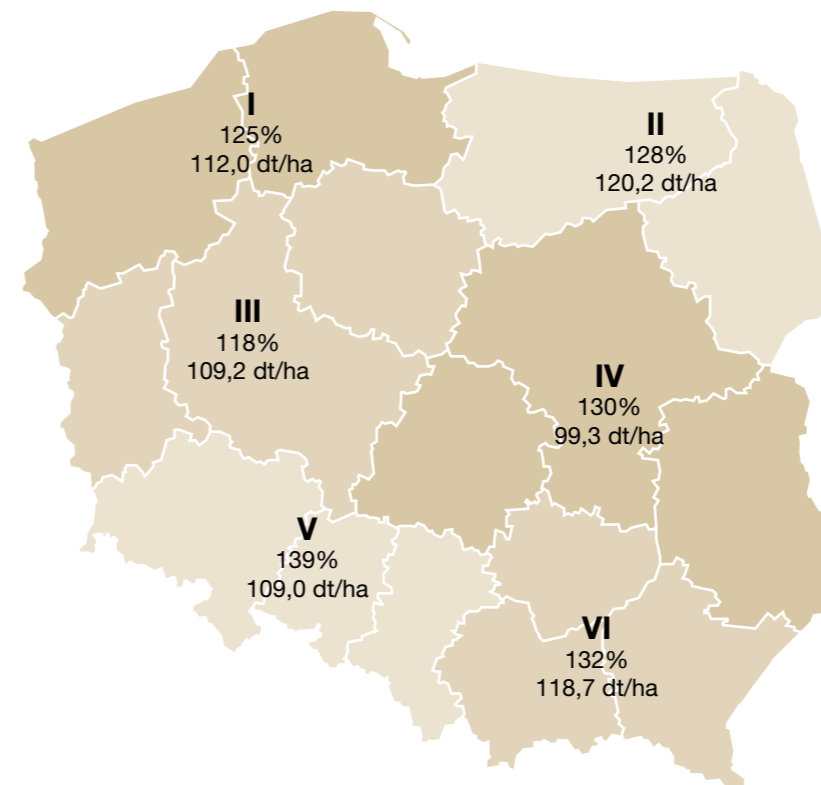 I
125%
112,0 dt/ha
II
128%
120,2 dt/ha
III
118%
109,2 dt/ha
IV
130%
99,3 dt/ha
V
139%
109,0 dt/ha
VI
132%
118,7 dt/ha